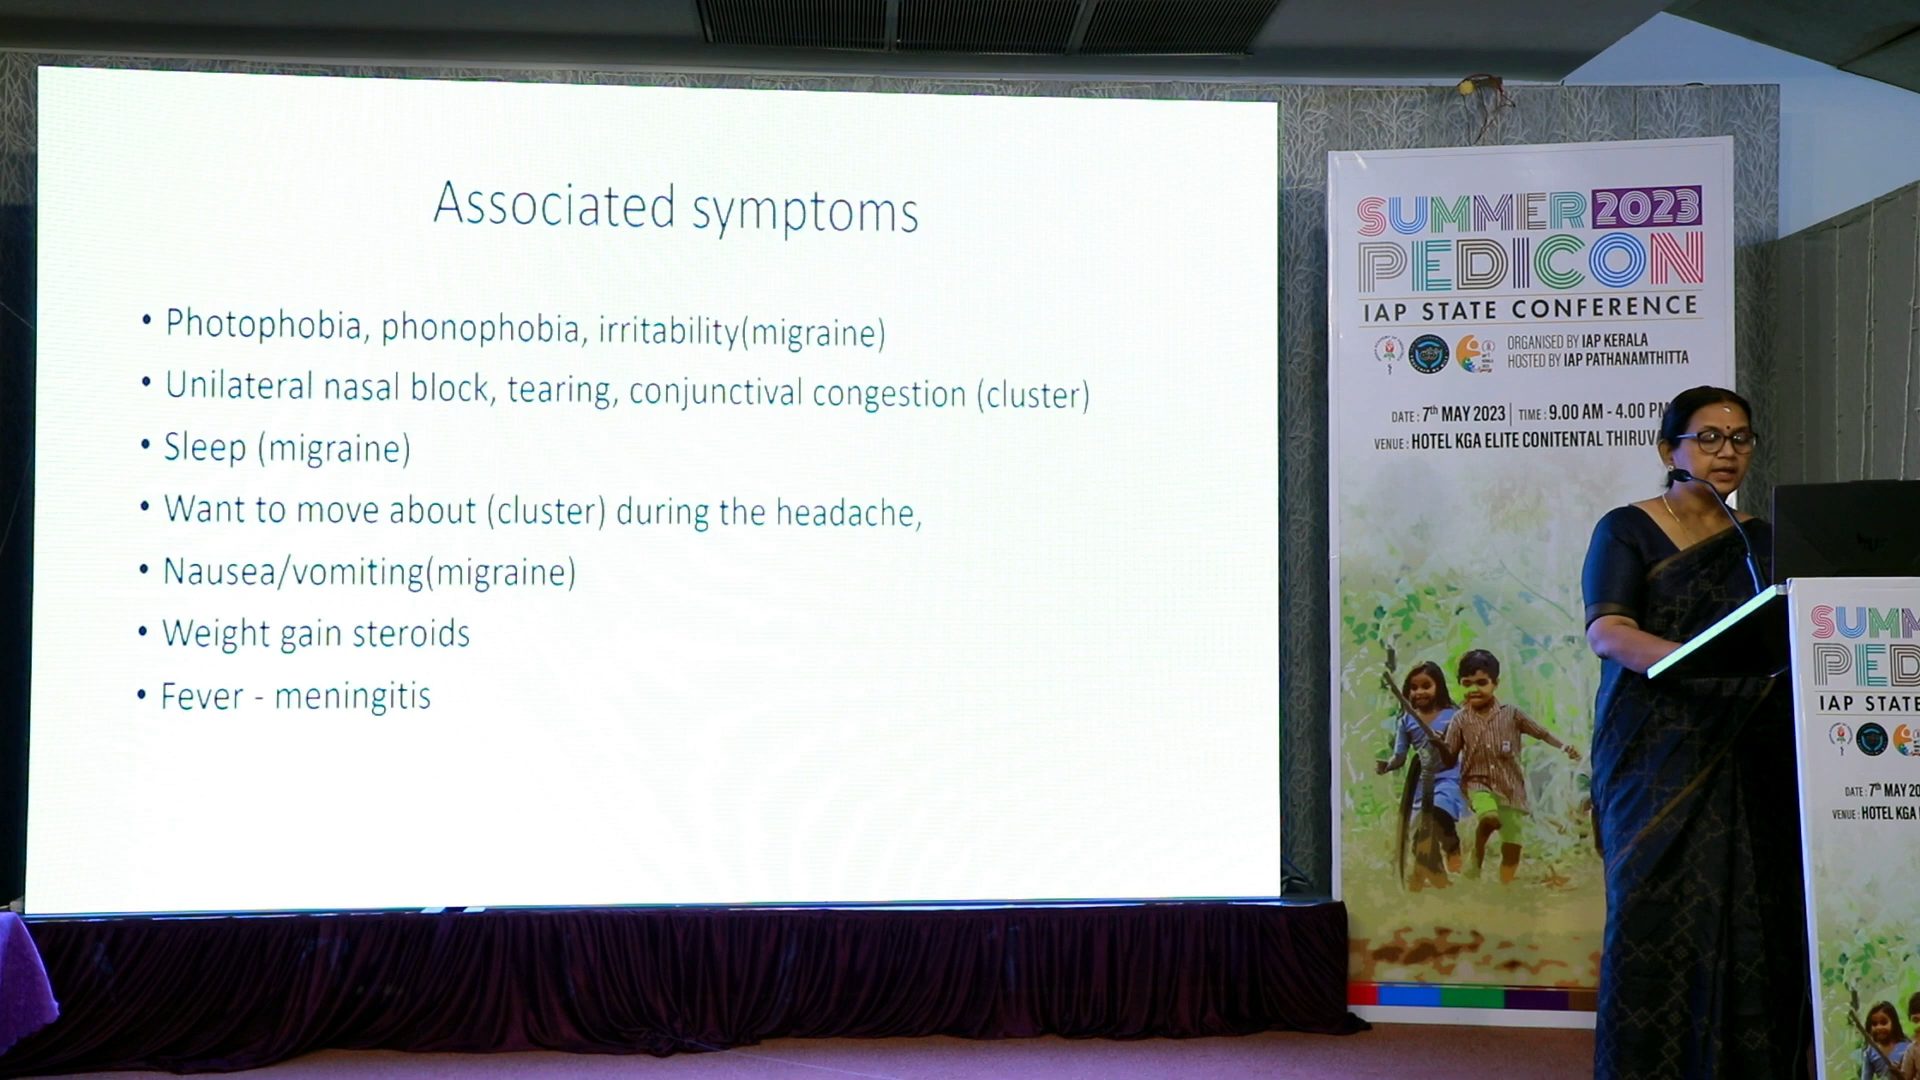 Associated symptoms
• Photophobia, phonophobia, irritability(migraine)
• Unilateral nasal block, tearing, conjunctival congestion (cluster)
• Sleep (migraine)
• Want to move about (cluster) during the headache,
• Nausea/vomiting(migraine)
• Weight gain steroids
• Fever - meningitis
SUMMER 2023
PEDICON
IAP STATE CONFERENCE
ORGANISED BY IAP KERALA
HOSTED BY IAP PATHANAMTHITTA
DATE : 7th MAY 2023 | TIME : 9.00 AM - 4.00 PM
VENUE : HOTEL KGA ELITE CONITENTAL THIRUV
SUMM
PED
IAP STATE
DATE : 7th MAY 20
VENUE : HOTEL KGA